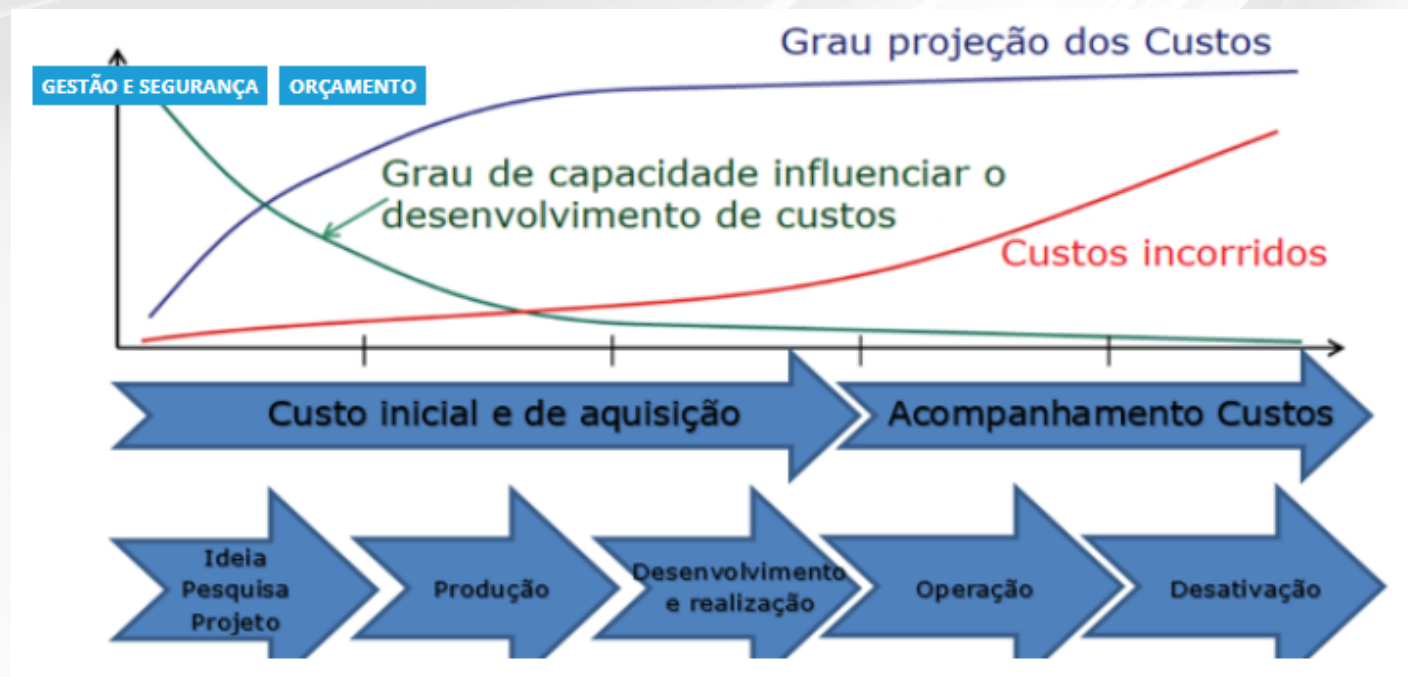 Grau projeção dos Custos
GESTÃO E SEGURANÇA
ORÇAMENTO
Grau de capacidade influenciar o
desenvolvimento de custos
Custos incorridos
Custo inicial e de aquisição
Acompanhamento Custos
Ideia
Pesquisa
Projeto
Produção
Desenvolvimento
e realização
Operação
Desativação